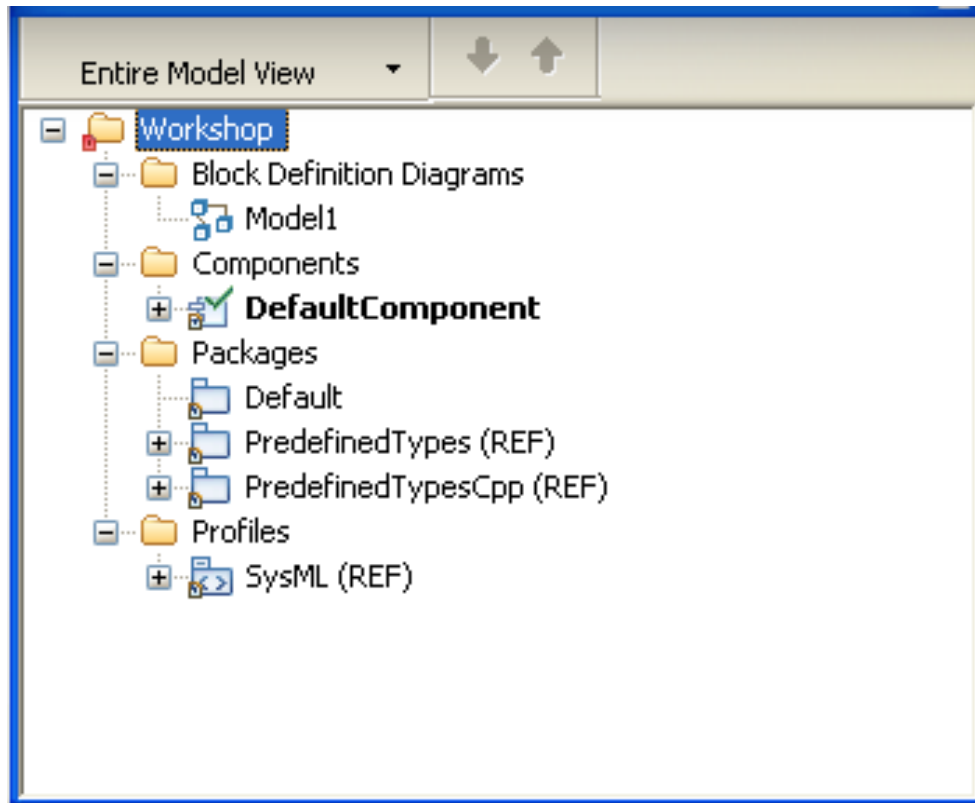 Entire Model View
Workshop
Block Definition Diagrams
Model1
Components
DefaultComponent
Packages
Default
PredefinedTypes (REF)
PredefinedTypesCpp (REF)
Profiles
SysML (REF)